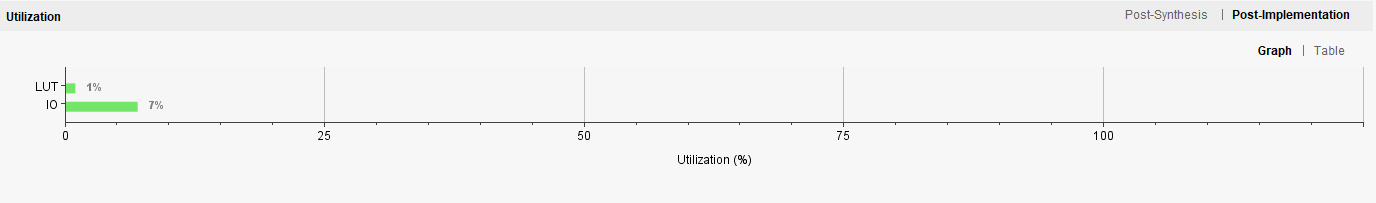 Utilization Post-Synthesis | Post-Implementation
Graph | Table
LUT 1%
IO 7%
0 25 50 75 100
Utilization (%)